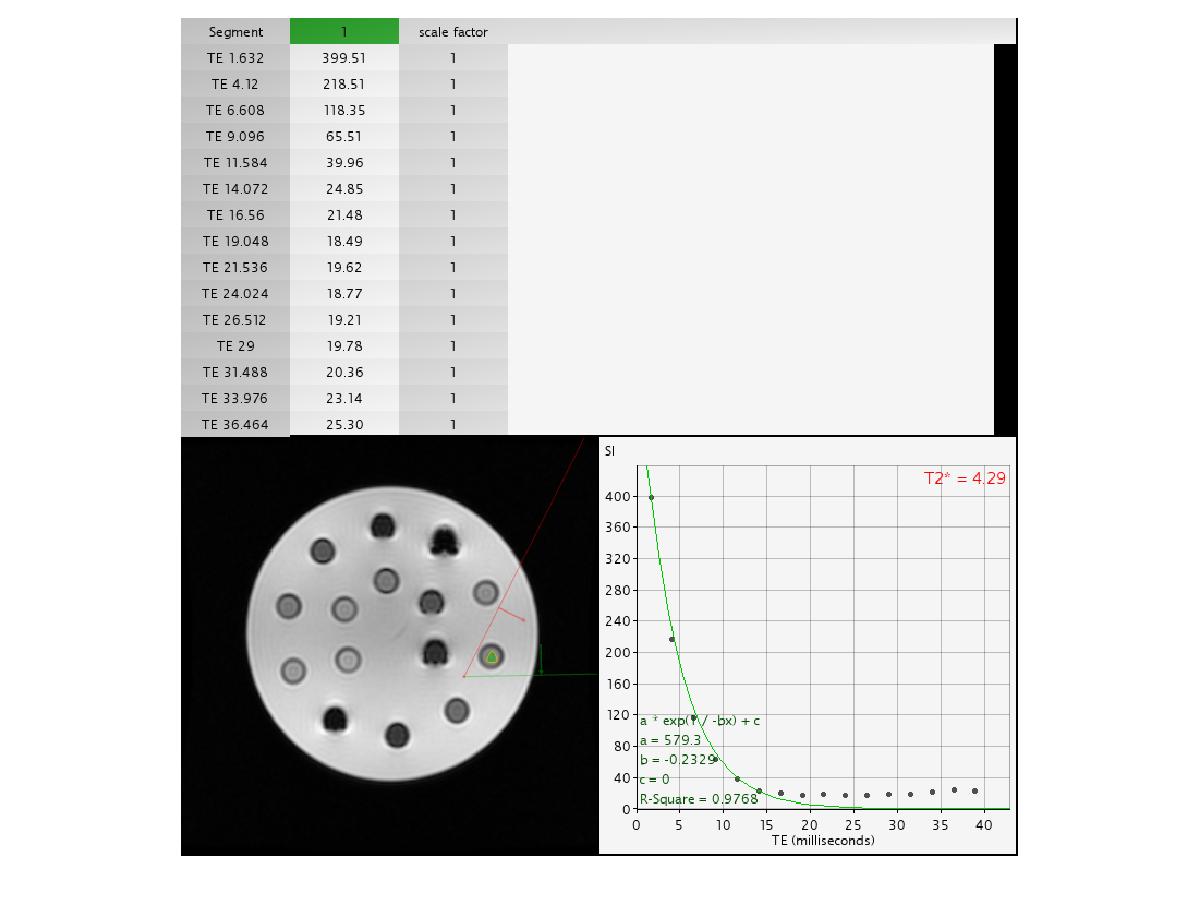 Segment 1 scale factor
TE 1.632 399.51 1
TE 4.12 218.51 1
TE 6.608 118.35 1
TE 9.096 65.51 1
TE 11.584 39.96 1
TE 14.072 24.85 1
TE 16.56 21.48 1
TE 19.048 18.49 1
TE 21.536 19.62 1
TE 24.024 18.77 1
TE 26.512 19.21 1
TE 29 19.78 1
TE 31.488 20.36 1
TE 33.976 23.14 1
TE 36.464 25.30 1
SI
T2* = 4.29
400
360
320
280
240
200
160
120
80
40
0
a * exp(1 / -bx) + c
a = 579.3
b = -0.2329
c = 0
R-Square = 0.9768
0 5 10 15 20 25 30 35 40
TE (milliseconds)